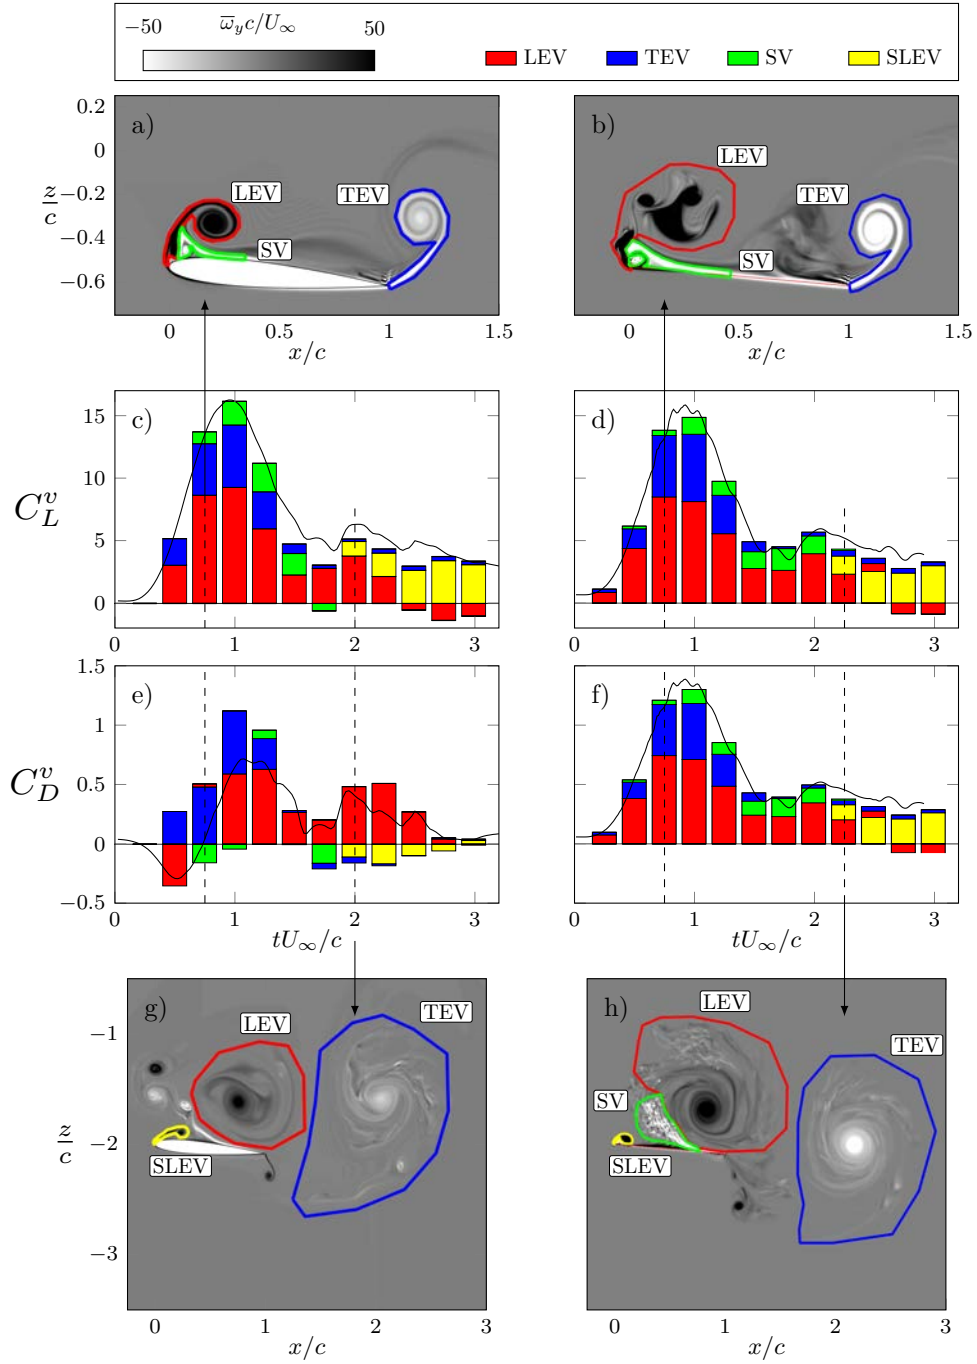 −50 ω̅_y c/U_∞ 50
LEV TEV SV SLEV
a) b)
0.2
0
−0.2
−0.4
−0.6
z/c
LEV TEV SV
LEV TEV SV
0 0.5 1 1.5
0 0.5 1 1.5
x/c x/c
c) d)
15
10
5
0
C_L^v
0 1 2 3
0 1 2 3
e) f)
1.5
1
0.5
0
−0.5
C_D^v
0 1 2 3
0 1 2 3
tU_∞/c tU_∞/c
g) h)
−1
−2
−3
z/c
LEV TEV SLEV
LEV TEV SV SLEV
0 1 2 3
0 1 2 3
x/c x/c